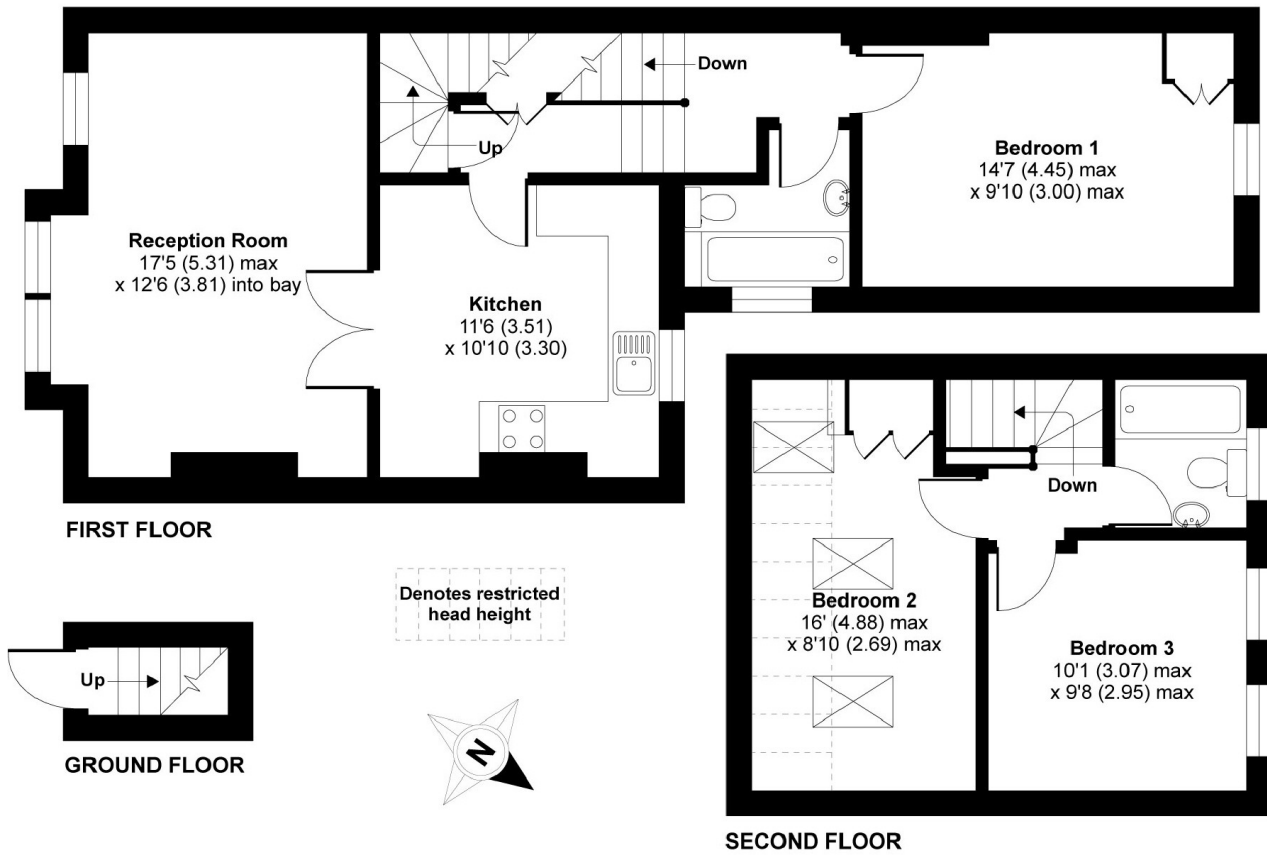 Down
Up
Bedroom 1
14'7 (4.45) max
x 9'10 (3.00) max
Reception Room
17'5 (5.31) max
x 12'6 (3.81) into bay
Kitchen
11'6 (3.51)
x 10'10 (3.30)
FIRST FLOOR
Denotes restricted
head height
Up
GROUND FLOOR
N
Down
Bedroom 2
16' (4.88) max
x 8'10 (2.69) max
Bedroom 3
10'1 (3.07) max
x 9'8 (2.95) max
SECOND FLOOR